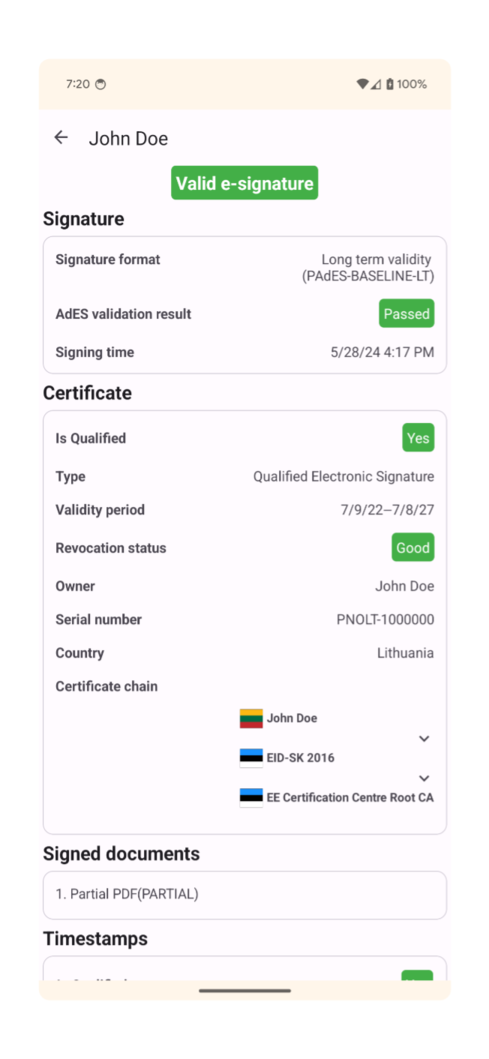 7:20
100%
John Doe
Valid e-signature
Signature
Signature format
Long term validity
(PAdES-BASELINE-LT)
AdES validation result
Passed
Signing time
5/28/24 4:17 PM
Certificate
Is Qualified
Yes
Type
Qualified Electronic Signature
Validity period
7/9/22–7/8/27
Revocation status
Good
Owner
John Doe
Serial number
PNOLT-1000000
Country
Lithuania
Certificate chain
John Doe
EID-SK 2016
EE Certification Centre Root CA
Signed documents
1. Partial PDF(PARTIAL)
Timestamps